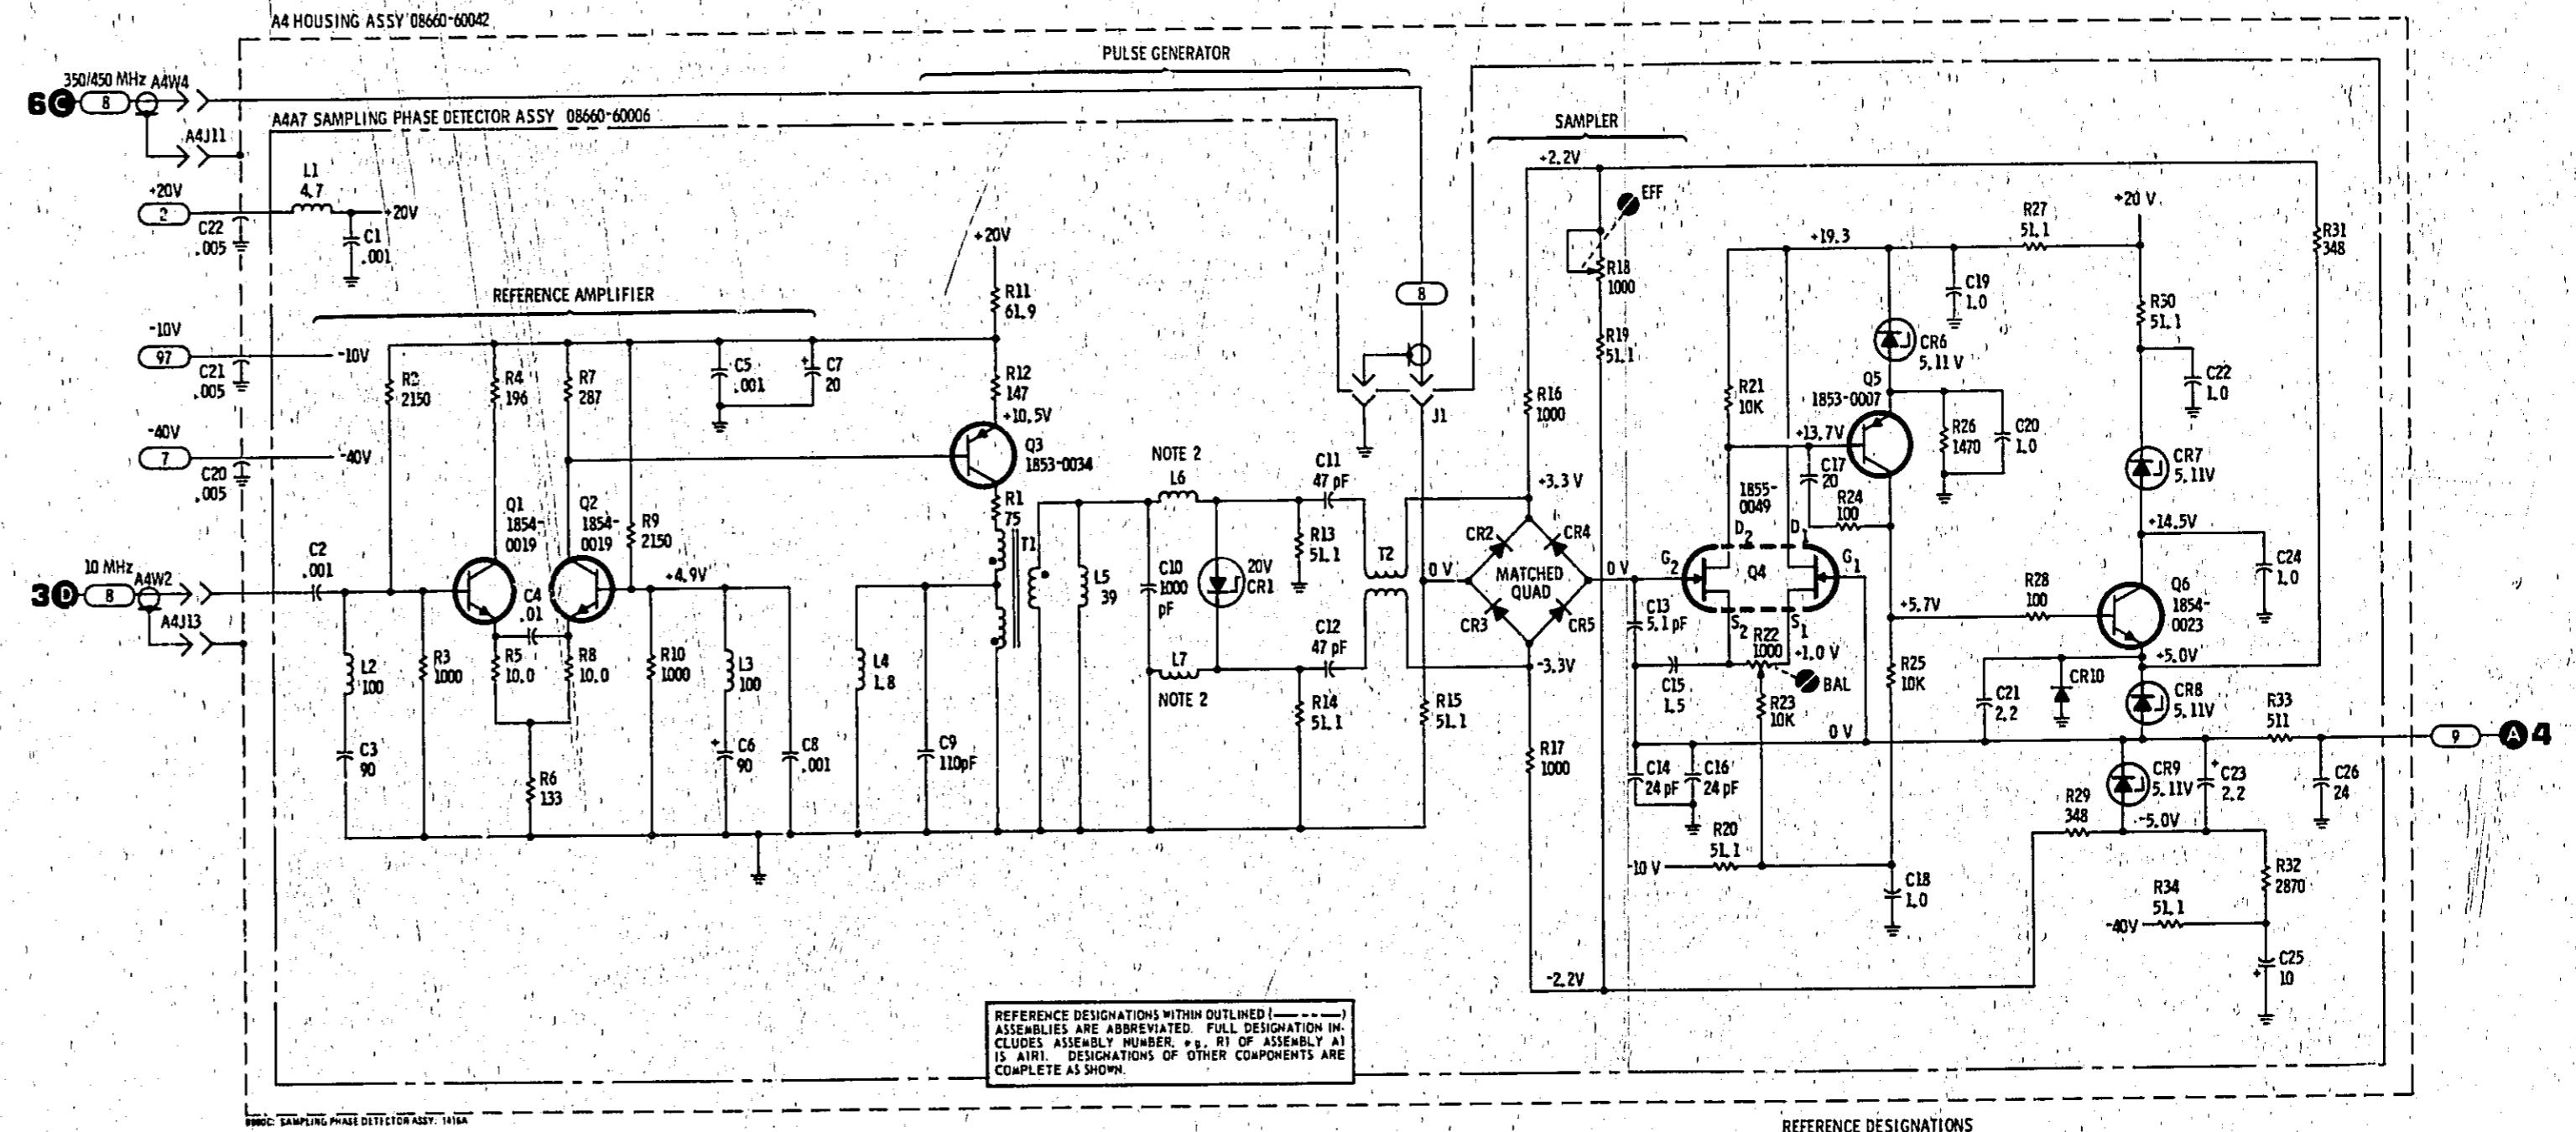 A4 HOUSING ASSY 08660-60042
PULSE GENERATOR
350/450 MHz A4W4
6 C 8
A4J11
A4A7 SAMPLING PHASE DETECTOR ASSY 08660-60006
SAMPLER
+2.2V
EFF
+20V
2
C22
.005
L1
4.7
+20V
C1
.001
-10V
97
-10V
C21
.005
-40V
7
-40V
C20
.005
REFERENCE AMPLIFIER
+20V
R11
61.9
R2
2150
R4
196
R7
287
C5
.001
C7
20
R12
147
+10.5V
Q3
1853-0034
Q1
1854-
0019
Q2
1854-
0019
R9
2150
R1
75
T1
10 MHz A4W2
3 D 8
A4J13
C2
.001
C4
.01
+4.9V
L2
100
C3
90
R3
1000
R5
10.0
R8
10.0
R6
133
R10
1000
L3
100
C6
90
C8
.001
L4
1.8
C9
110pF
L5
39
C10
1000
pF
NOTE 2
L6
20V
CR1
L7
NOTE 2
C11
47 pF
R13
51.1
C12
47 pF
R14
51.1
T2
8
J1
R15
51.1
0 V
R16
1000
+3.3 V
CR2
CR4
MATCHED
QUAD
CR3
CR5
-3.3V
R17
1000
R18
1000
R19
51.1
0 V
+19.3
R27
51.1
+20 V
R31
348
C19
1.0
R21
10K
CR6
5.11 V
Q5
1853-0007
+13.7V
C17
20
R24
100
R26
1470
C20
1.0
R30
51.1
C22
1.0
CR7
5.11V
+14.5V
C24
1.0
1855-
0049
D2
D1
G2
G1
Q4
S2
S1
R22
1000
+1.0 V
BAL
C13
5.1 pF
C15
1.5
R23
10K
0 V
C14
24 pF
C16
24 pF
R20
51.1
-10 V
+5.7V
R28
100
Q6
1854-
0023
+5.0V
R25
10K
C21
2.2
CR10
CR8
5.11V
R33
511
9 A 4
CR9
5.11V
C23
2.2
C26
24
R29
348
-5.0V
C18
1.0
R32
2870
R34
51.1
-40V
C25
10
-2.2V
REFERENCE DESIGNATIONS WITHIN OUTLINED (— - - —)
ASSEMBLIES ARE ABBREVIATED. FULL DESIGNATION IN-
CLUDES ASSEMBLY NUMBER, e.g., R1 OF ASSEMBLY A1
IS A1R1. DESIGNATIONS OF OTHER COMPONENTS ARE
COMPLETE AS SHOWN.
SAMPLING PHASE DETECTOR ASSY: 1416A
REFERENCE DESIGNATIONS